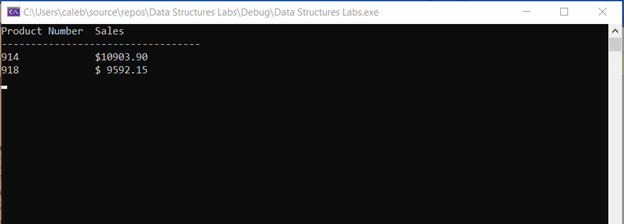 C:\Users\caleb\source\repos\Data Structures Labs\Debug\Data Structures Labs.exe
Product Number  Sales
----------------------------------
914             $10903.90
918             $ 9592.15